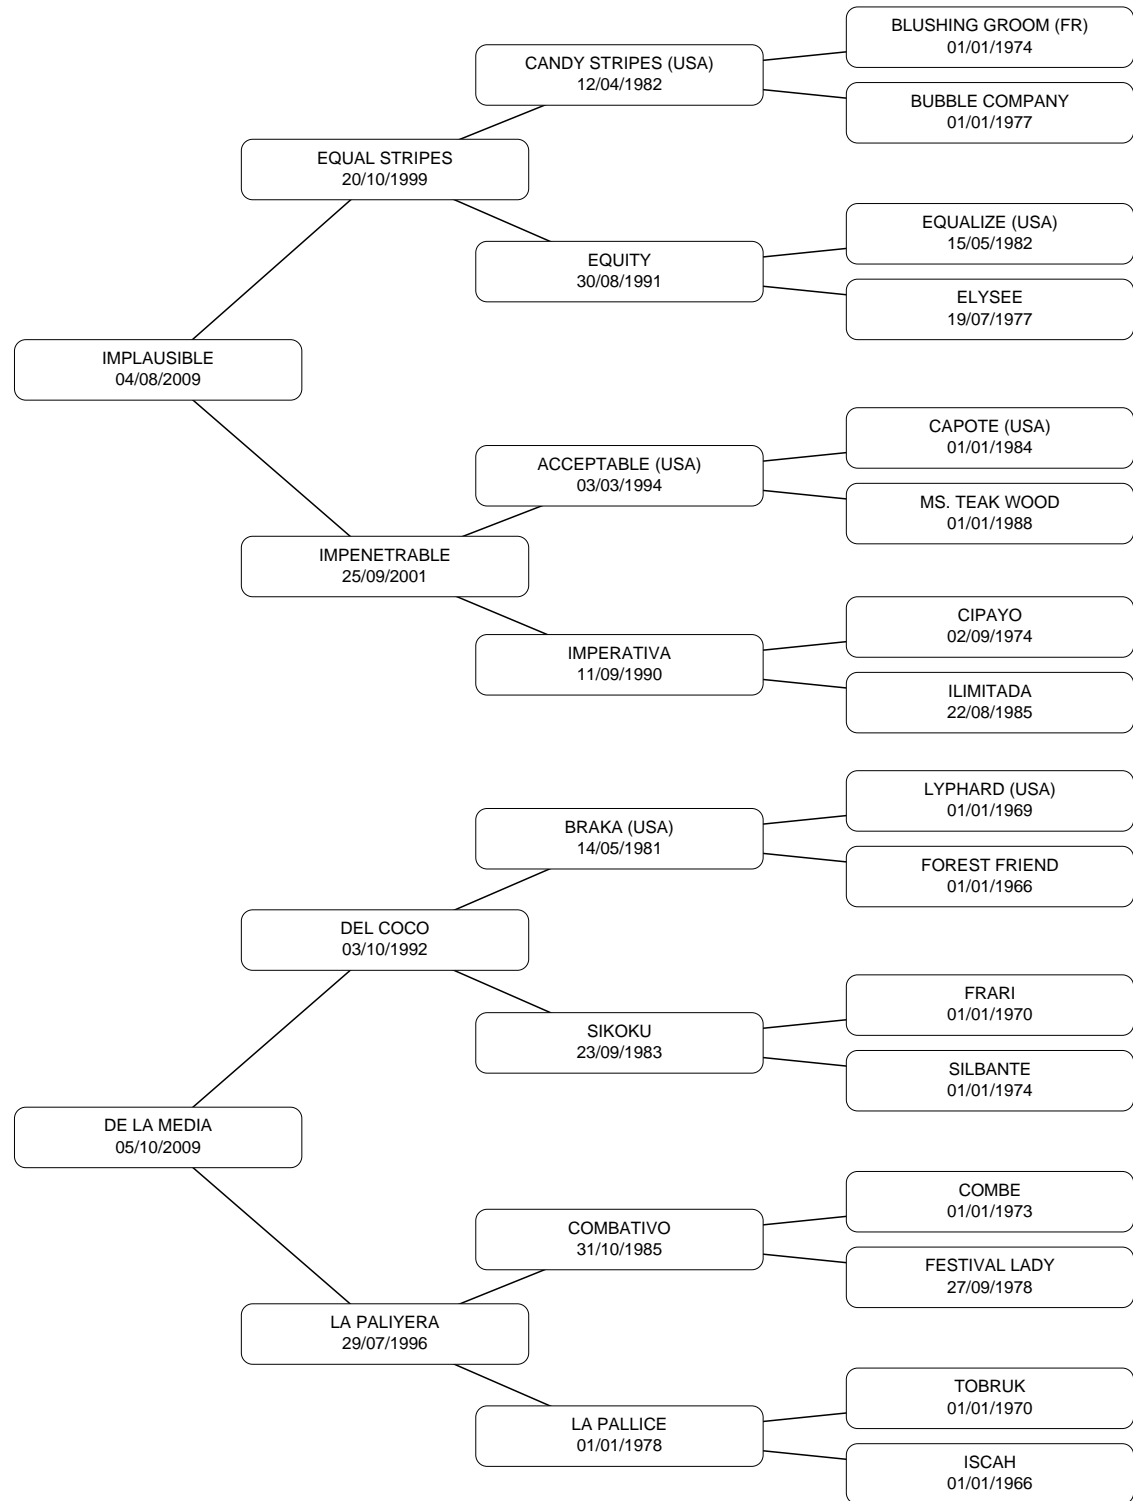 BLUSHING GROOM (FR)
01/01/1974
CANDY STRIPES (USA)
12/04/1982
BUBBLE COMPANY
01/01/1977
EQUAL STRIPES
20/10/1999
EQUALIZE (USA)
15/05/1982
EQUITY
30/08/1991
ELYSEE
19/07/1977
IMPLAUSIBLE
04/08/2009
CAPOTE (USA)
01/01/1984
ACCEPTABLE (USA)
03/03/1994
MS. TEAK WOOD
01/01/1988
IMPENETRABLE
25/09/2001
CIPAYO
02/09/1974
IMPERATIVA
11/09/1990
ILIMITADA
22/08/1985
LYPHARD (USA)
01/01/1969
BRAKA (USA)
14/05/1981
FOREST FRIEND
01/01/1966
DEL COCO
03/10/1992
FRARI
01/01/1970
SIKOKU
23/09/1983
SILBANTE
01/01/1974
DE LA MEDIA
05/10/2009
COMBE
01/01/1973
COMBATIVO
31/10/1985
FESTIVAL LADY
27/09/1978
LA PALIYERA
29/07/1996
TOBRUK
01/01/1970
LA PALLICE
01/01/1978
ISCAH
01/01/1966